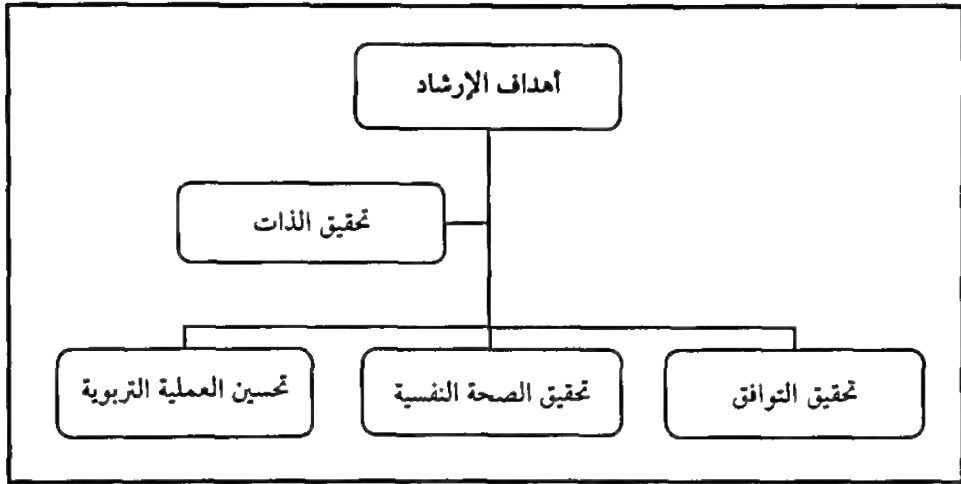 أهداف الإرشاد
تحقيق الذات
تحقيق التوافق
تحقيق الصحة النفسية
تحسين العملية التربوية